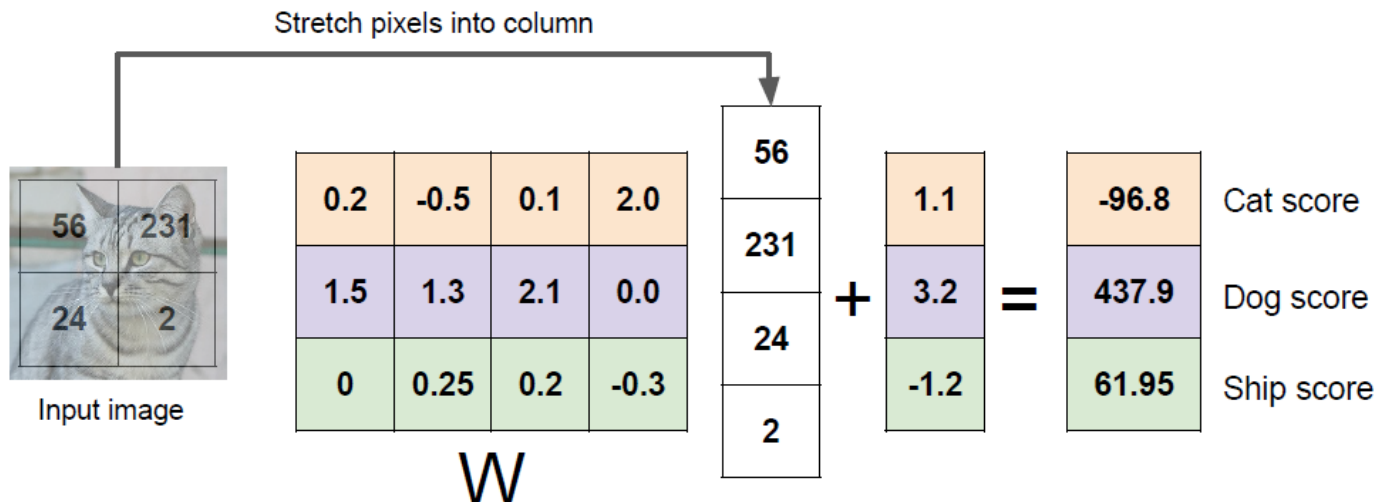 Stretch pixels into column
56 231
24 2
Input image
0.2 -0.5 0.1 2.0
1.5 1.3 2.1 0.0
0 0.25 0.2 -0.3
W
56
231
24
2
+
1.1
3.2
-1.2
=
-96.8 Cat score
437.9 Dog score
61.95 Ship score